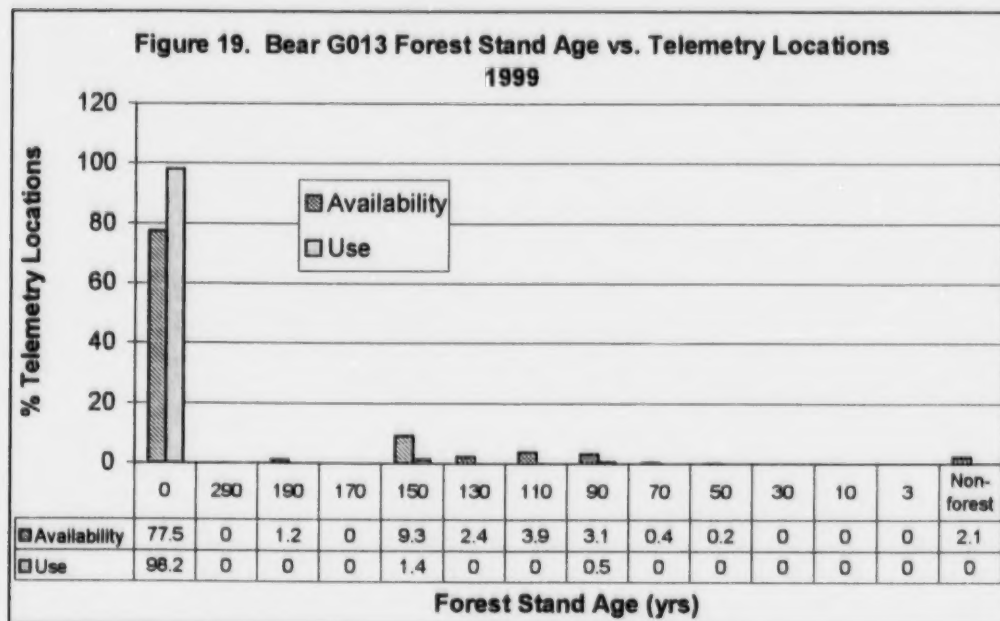 Figure 19. Bear G013 Forest Stand Age vs. Telemetry Locations
1999
% Telemetry Locations
120
100
80
60
40
20
0
Availability
Use
0 290 190 170 150 130 110 90 70 50 30 10 3 Non-forest
Availability 77.5 0 1.2 0 9.3 2.4 3.9 3.1 0.4 0.2 0 0 0 2.1
Use 98.2 0 0 0 1.4 0 0 0.5 0 0 0 0 0 0
Forest Stand Age (yrs)